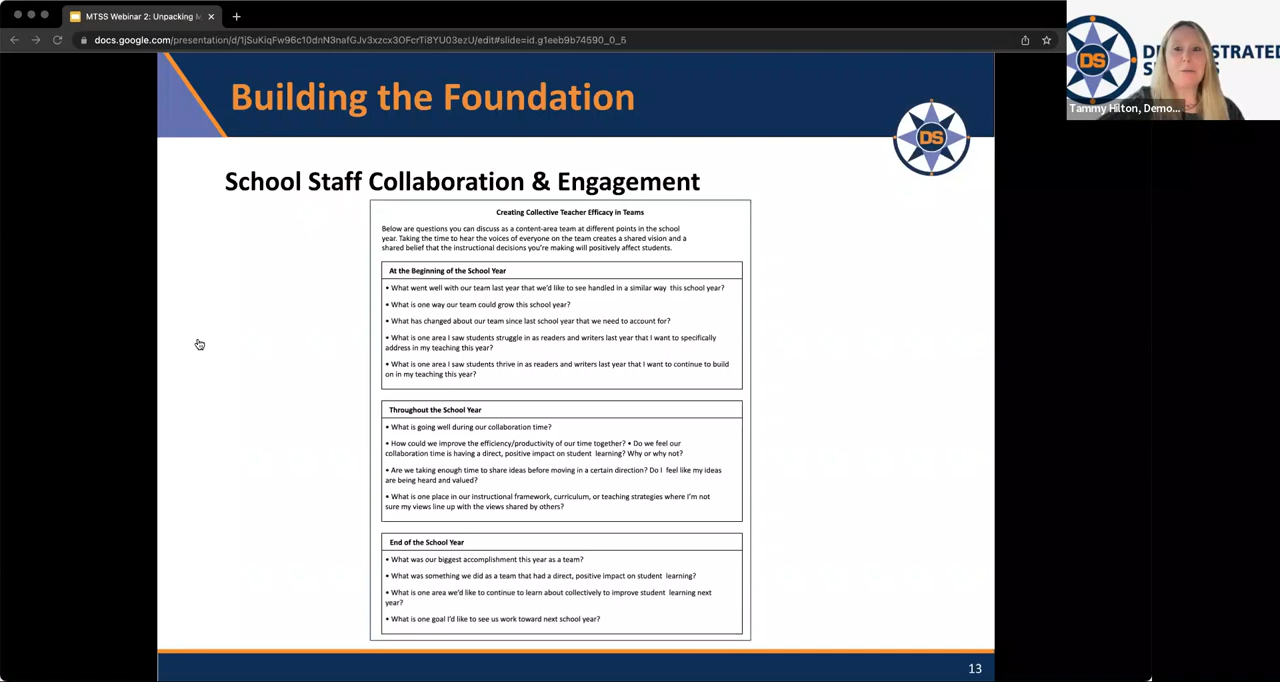 MTSS Webinar 2: Unpacking M
docs.google.com/presentation/d/1jSuKiqFw96c10dnN3nafGJv3xzcx3OFcrTi8YU03ezU/edit#slide=id.g1eeb9b74590_0_5
DS
Tammy Hilton, Demo...
Building the Foundation
DS
School Staff Collaboration & Engagement
Creating Collective Teacher Efficacy in Teams
Below are questions you can discuss as a content-area team at different points in the school
year. Taking the time to hear the voices of everyone on the team creates a shared vision and a
shared belief that the instructional decisions you're making will positively affect students.
At the Beginning of the School Year
• What went well with our team last year that we'd like to see handled in a similar way this school year?
• What is one way our team could grow this school year?
• What has changed about our team since last school year that we need to account for?
• What is one area I saw students struggle in as readers and writers last year that I want to specifically
address in my teaching this year?
• What is one area I saw students thrive in as readers and writers last year that I want to continue to build
on in my teaching this year?
Throughout the School Year
• What is going well during our collaboration time?
• How could we improve the efficiency/productivity of our time together? • Do we feel our
collaboration time is having a direct, positive impact on student learning? Why or why not?
• Are we taking enough time to share ideas before moving in a certain direction? Do I feel like my ideas
are being heard and valued?
• What is one place in our instructional framework, curriculum, or teaching strategies where I'm not
sure my views line up with the views shared by others?
End of the School Year
• What was our biggest accomplishment this year as a team?
• What was something we did as a team that had a direct, positive impact on student learning?
• What is one area we'd like to continue to learn about collectively to improve student learning next
year?
• What is one goal I'd like to see us work toward next school year?
13